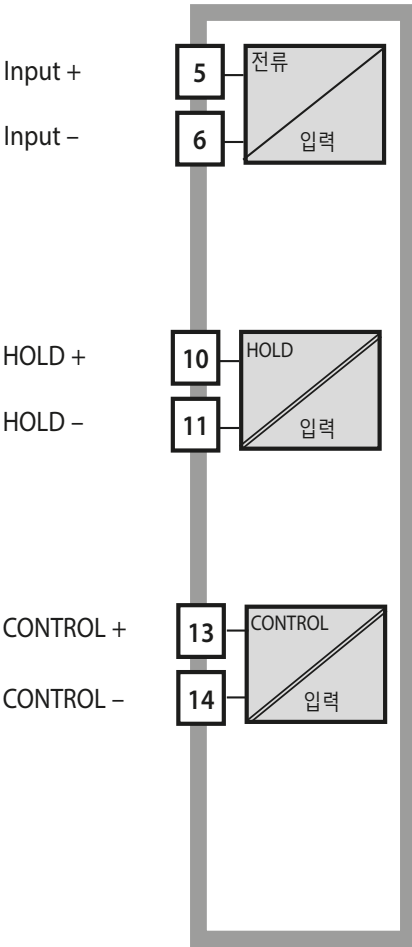 Input +
5
전류
Input –
6
입력
HOLD +
10
HOLD
HOLD –
11
입력
CONTROL +
13
CONTROL
CONTROL –
14
입력